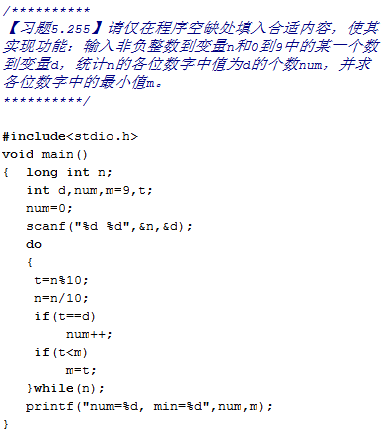 /**********
【习题5.255】请仅在程序空缺处填入合适内容，使其
实现功能：输入非负整数到变量n和0到9中的某一个数
到变量d，统计n的各位数字中值为d的个数num，并求
各位数字中的最小值m。
**********/
#include<stdio.h>
void main()
{  long int n;
   int d,num,m=9,t;
   num=0;
   scanf("%d %d",&n,&d);
   do
   {
    t=n%10;
    n=n/10;
    if(t==d)
        num++;
    if(t<m)
        m=t;
   }while(n);
   printf("num=%d, min=%d",num,m);
}